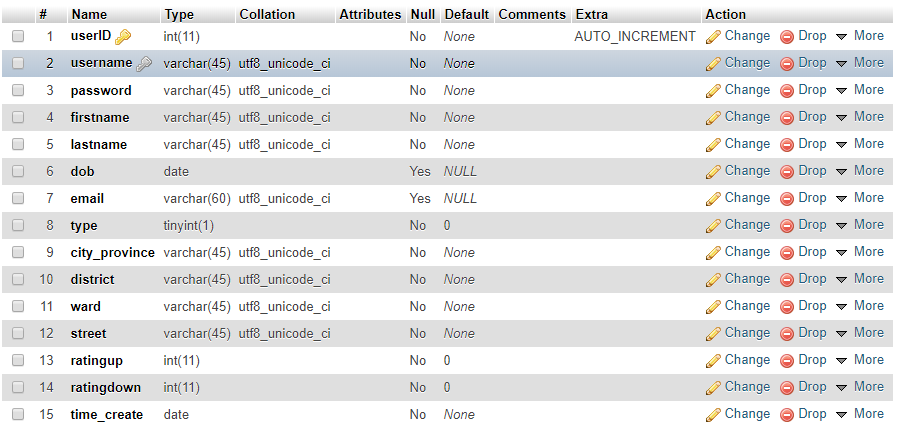 # Name Type Collation Attributes Null Default Comments Extra Action
1 userID int(11) No None AUTO_INCREMENT Change Drop More
2 username varchar(45) utf8_unicode_ci No None Change Drop More
3 password varchar(45) utf8_unicode_ci No None Change Drop More
4 firstname varchar(45) utf8_unicode_ci No None Change Drop More
5 lastname varchar(45) utf8_unicode_ci No None Change Drop More
6 dob date Yes NULL Change Drop More
7 email varchar(60) utf8_unicode_ci Yes NULL Change Drop More
8 type tinyint(1) No 0 Change Drop More
9 city_province varchar(45) utf8_unicode_ci No None Change Drop More
10 district varchar(45) utf8_unicode_ci No None Change Drop More
11 ward varchar(45) utf8_unicode_ci No None Change Drop More
12 street varchar(45) utf8_unicode_ci No None Change Drop More
13 ratingup int(11) No 0 Change Drop More
14 ratingdown int(11) No 0 Change Drop More
15 time_create date No None Change Drop More